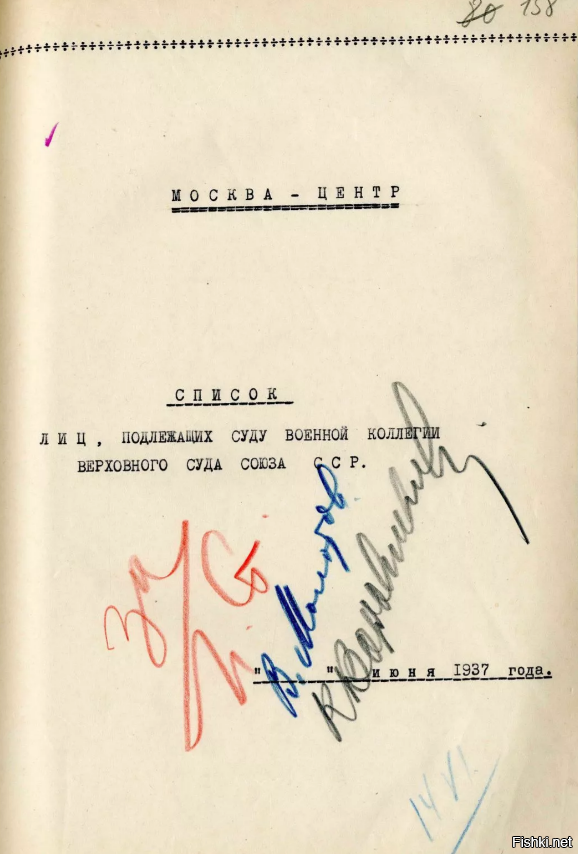 80 158
МОСКВА - ЦЕНТР
СПИСОК
ЛИЦ, ПОДЛЕЖАЩИХ СУДУ ВОЕННОЙ КОЛЛЕГИИ
ВЕРХОВНОГО СУДА СОЮЗА ССР.
За
В. Молотов
К Ворошилов
" " июня 1937 года.
14 VI.
Fishki.net